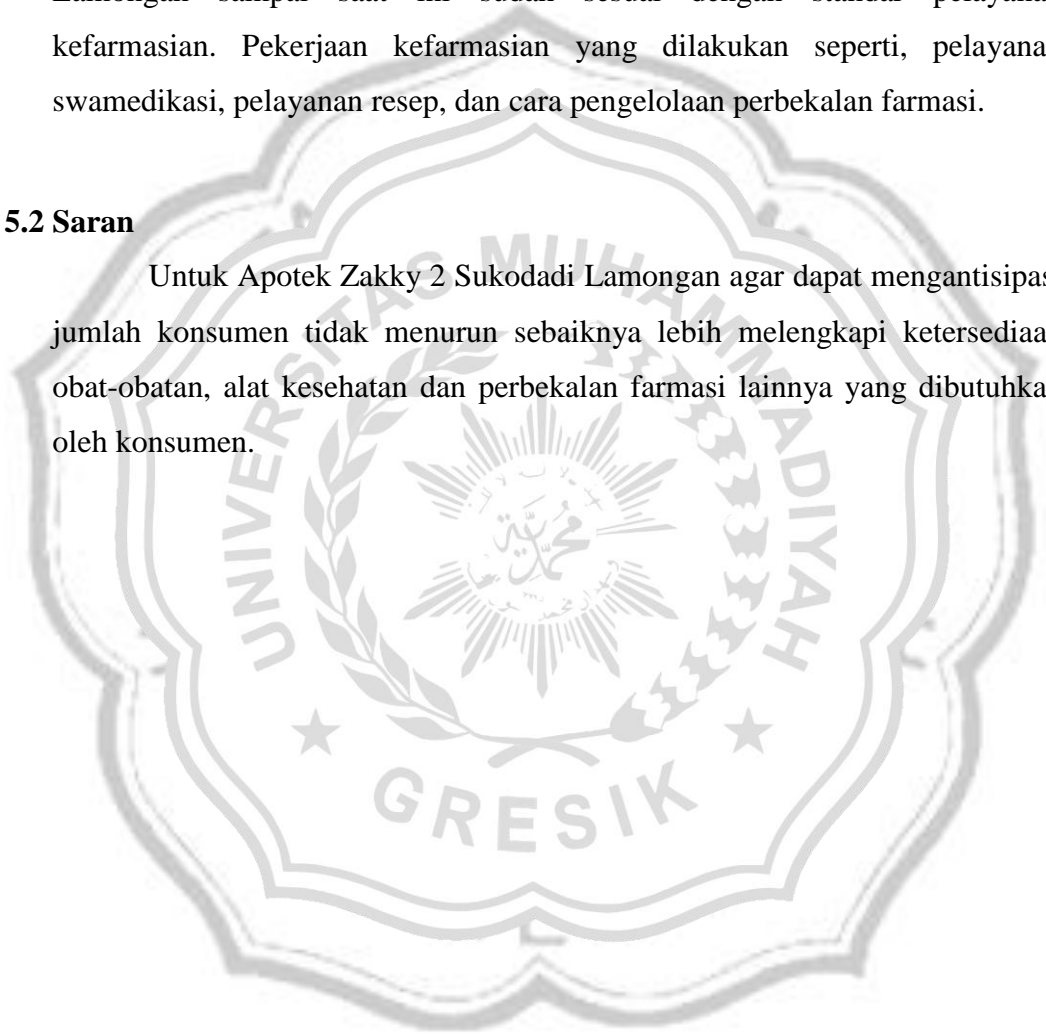 Lamongan sampai saat ini sudah sesuai dengan standar pelayana
kefarmasian. Pekerjaan kefarmasian yang dilakukan seperti, pelayana
swamedikasi, pelayanan resep, dan cara pengelolaan perbekalan farmasi.
5.2 Saran
Untuk Apotek Zakky 2 Sukodadi Lamongan agar dapat mengantisipas
jumlah konsumen tidak menurun sebaiknya lebih melengkapi ketersediaa
obat-obatan, alat kesehatan dan perbekalan farmasi lainnya yang dibutuhka
oleh konsumen.
UNIVERSITAS MUHAMMADIYAH
محمدية
GRESIK